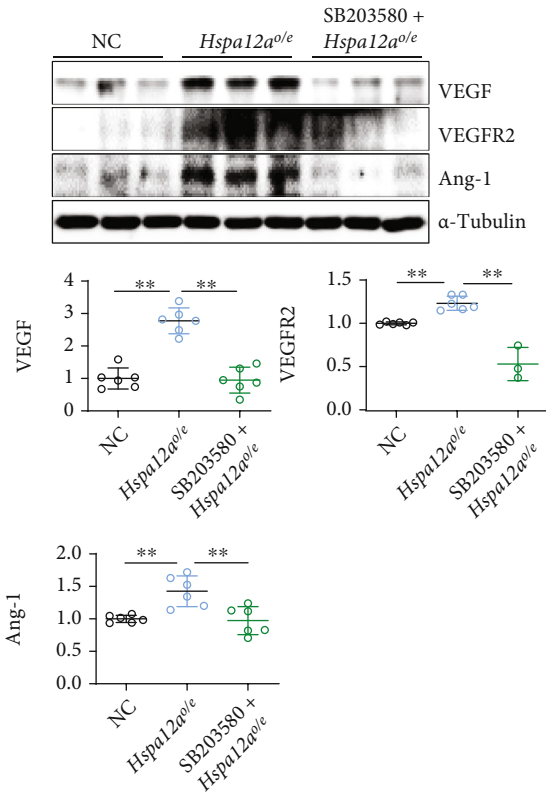 NC
Hspa12a^o/e
SB203580 +
Hspa12a^o/e
VEGF
VEGFR2
Ang-1
α-Tubulin
VEGF
4
3
2
1
0
**
**
NC
Hspa12a^o/e
SB203580 +
Hspa12a^o/e
VEGFR2
1.5
1.0
0.5
0.0
**
**
NC
Hspa12a^o/e
SB203580 +
Hspa12a^o/e
Ang-1
2.0
1.5
1.0
0.5
0.0
**
**
NC
Hspa12a^o/e
SB203580 +
Hspa12a^o/e